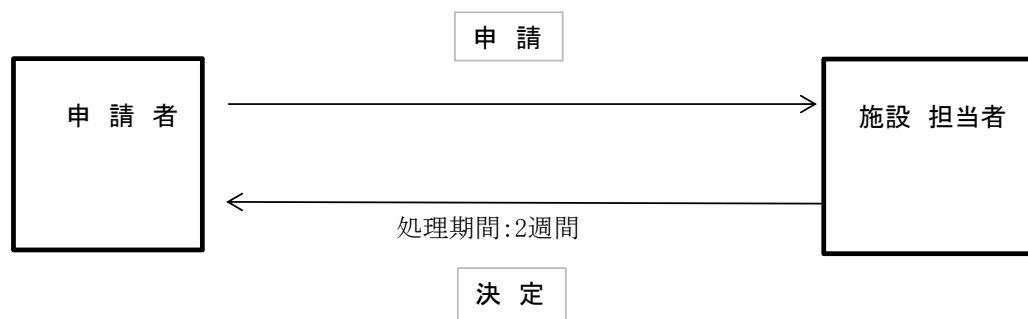 申 請
申 請 者
施設 担当者
処理期間:2週間
決 定